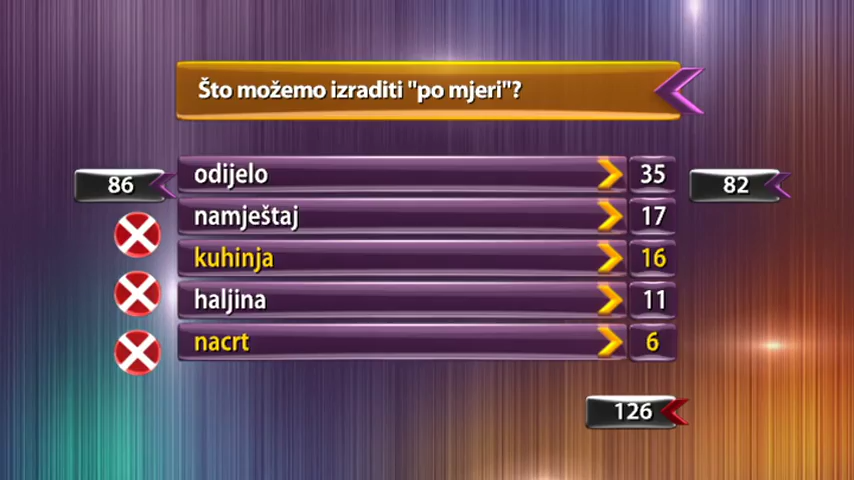 Što možemo izraditi "po mjeri"?
86
odijelo 35
82
namještaj 17
kuhinja 16
haljina 11
nacrt 6
126